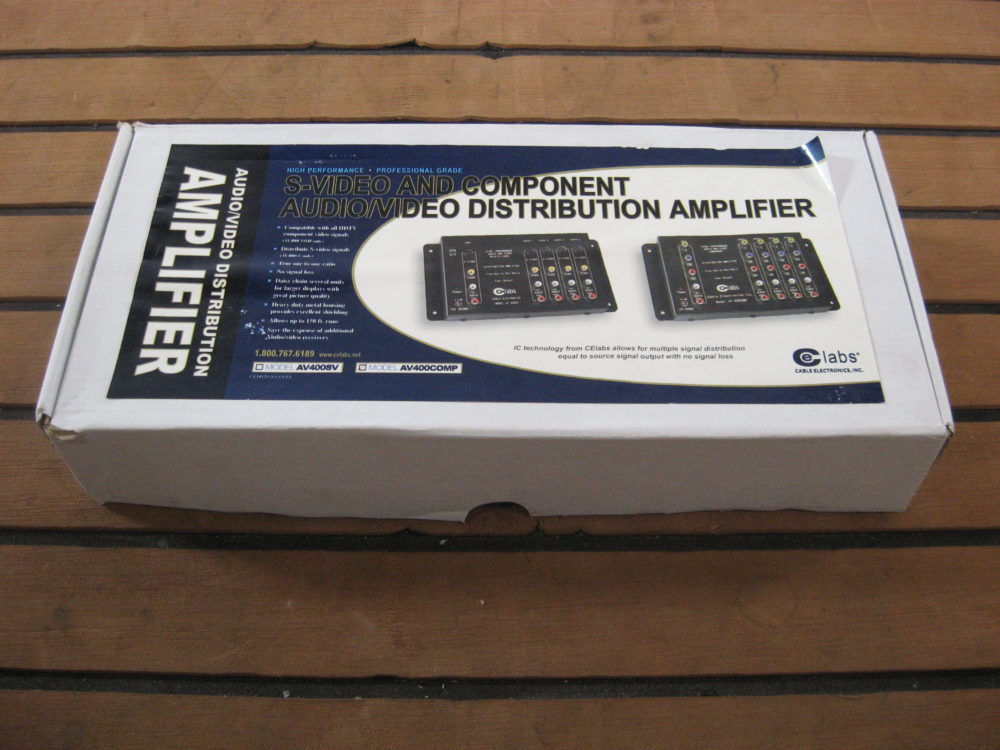 AUDIO/VIDEO DISTRIBUTION
AMPLIFIER
HIGH PERFORMANCE • PROFESSIONAL GRADE
S-VIDEO AND COMPONENT
AUDIO/VIDEO DISTRIBUTION AMPLIFIER
Compatible with all HDTV
component video signals
Distribute S-video signals
True one to one ratio
No signal loss
Daisy chain several units
for larger displays with
great picture quality
Heavy duty metal housing
provides excellent shielding
Allows up to 150 ft. runs
Save the expense of additional
Audio/video receivers
1.800.767.6189 www.celabs.net
MODEL AV400SV MODEL AV400COMP
IC technology from CElabs allows for multiple signal distribution
equal to source signal output with no signal loss
Celabs®
CABLE ELECTRONICS, INC.